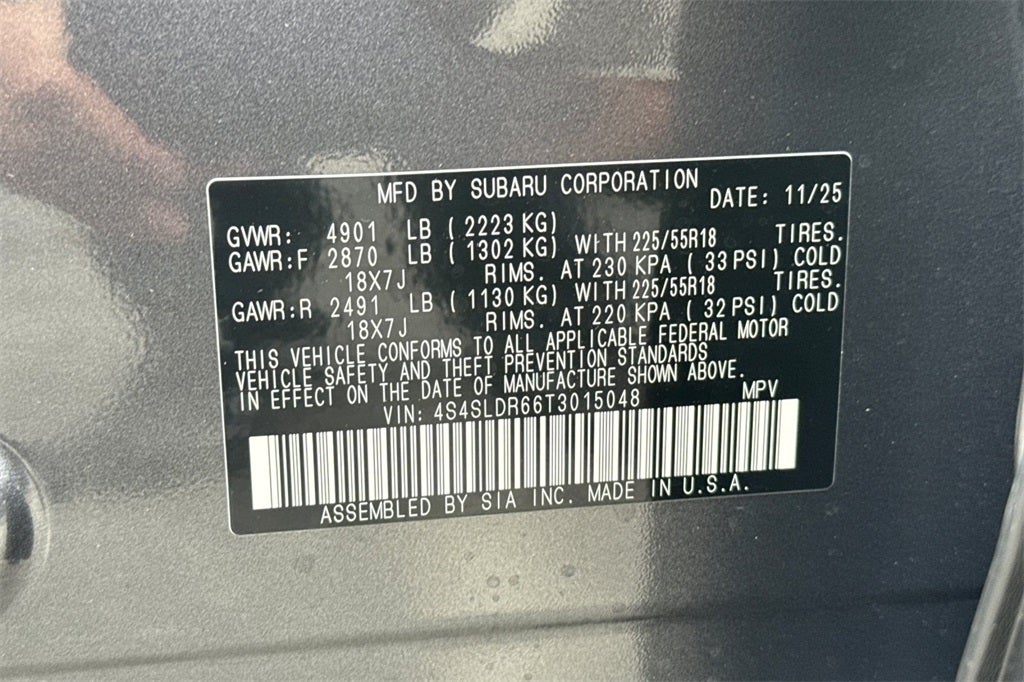 MFD BY SUBARU CORPORATION DATE: 11/25
GVWR: 4901 LB ( 2223 KG)
GAWR:F 2870 LB ( 1302 KG) WITH 225/55R18 TIRES.
18X7J RIMS. AT 230 KPA ( 33 PSI) COLD
GAWR:R 2491 LB ( 1130 KG) WITH 225/55R18 TIRES.
18X7J RIMS. AT 220 KPA ( 32 PSI) COLD
THIS VEHICLE CONFORMS TO ALL APPLICABLE FEDERAL MOTOR
VEHICLE SAFETY AND THEFT PREVENTION STANDARDS
IN EFFECT ON THE DATE OF MANUFACTURE SHOWN ABOVE.
VIN: 4S4SLDR66T3015048 MPV
ASSEMBLED BY SIA INC. MADE IN U.S.A.